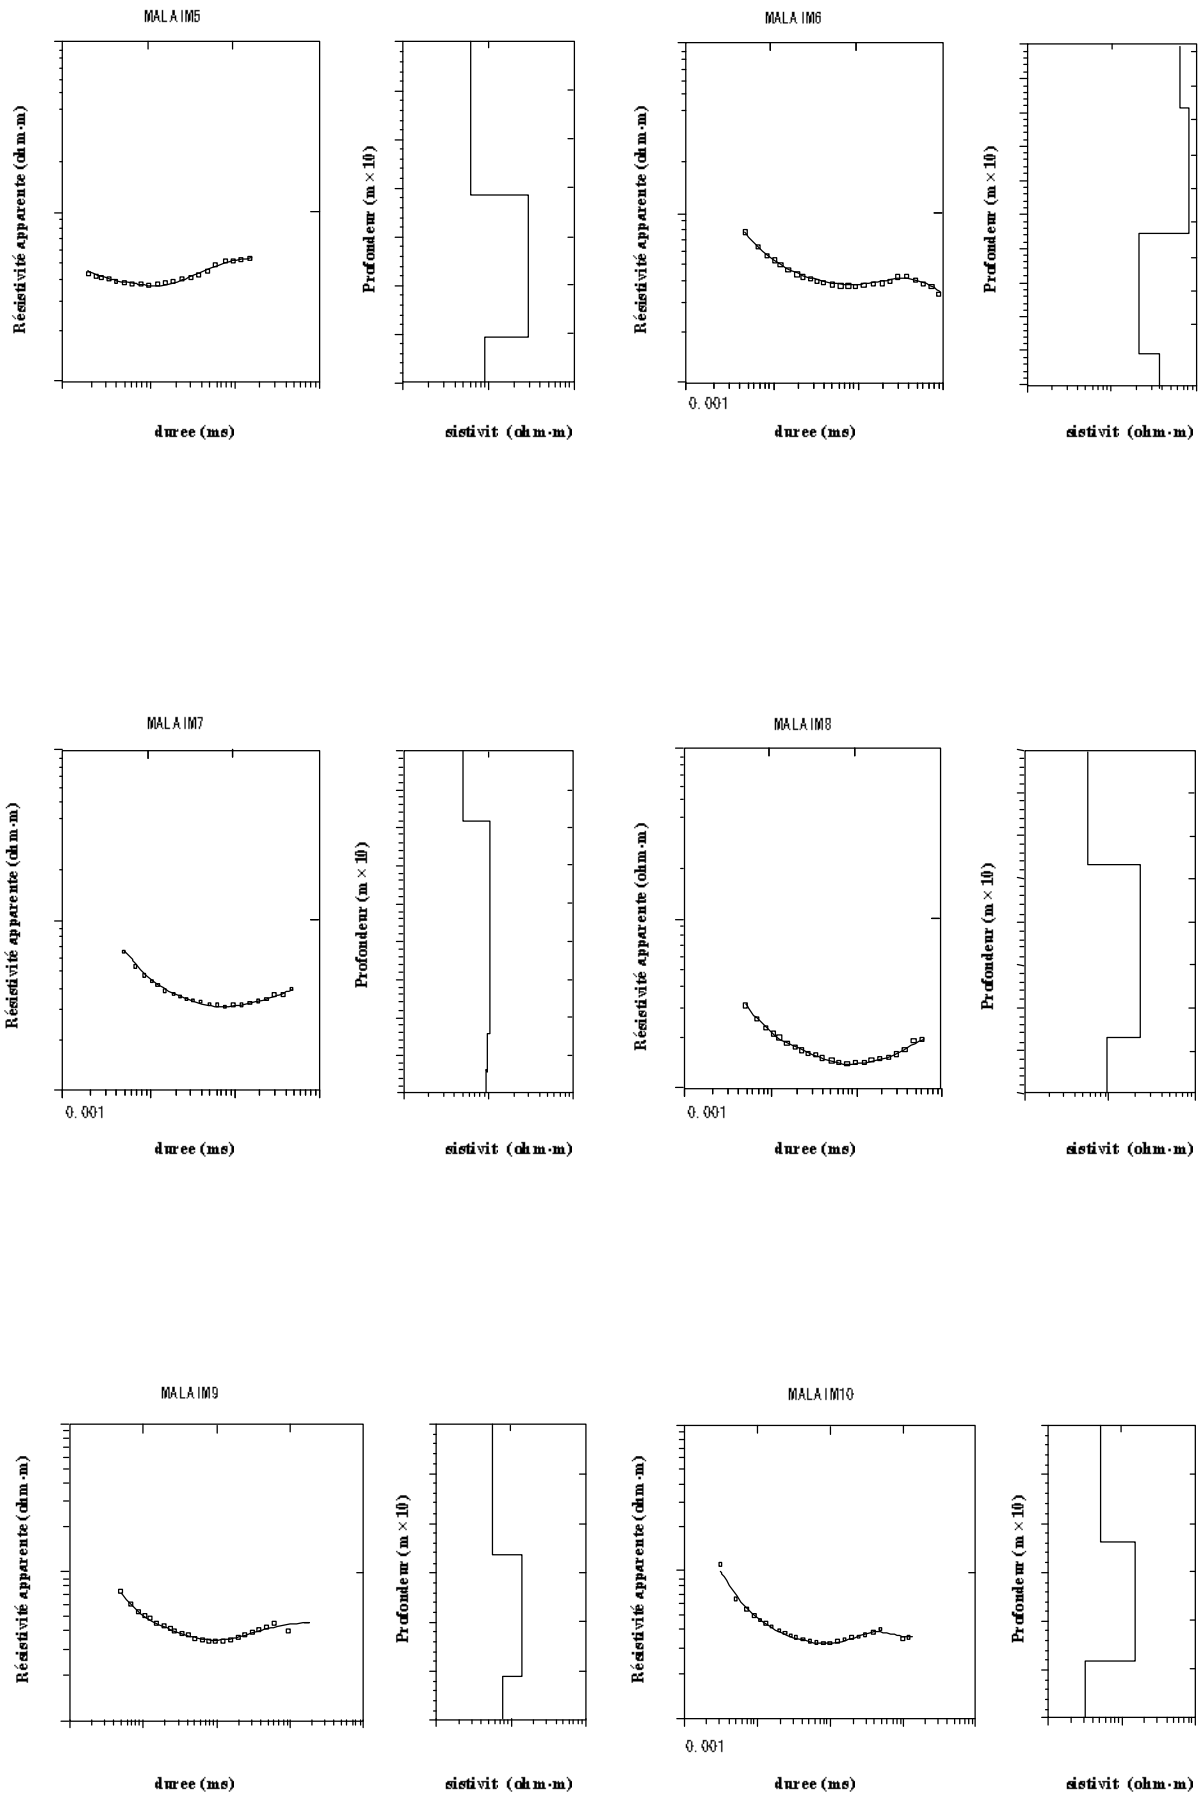 MALAIM5
MALAIM6
Résistivité apparente (ohm·m)
Profondeur (m × 10)
Résistivité apparente (ohm·m)
Profondeur (m × 10)
0.001
duree (ms)
sistivit (ohm·m)
duree (ms)
sistivit (ohm·m)
MALAIM7
MALAIM8
Résistivité apparente (ohm·m)
Profondeur (m × 10)
Résistivité apparente (ohm·m)
Profondeur (m × 10)
0.001
0.001
duree (ms)
sistivit (ohm·m)
duree (ms)
sistivit (ohm·m)
MALAIM9
MALAIM10
Résistivité apparente (ohm·m)
Profondeur (m × 10)
Résistivité apparente (ohm·m)
Profondeur (m × 10)
0.001
duree (ms)
sistivit (ohm·m)
duree (ms)
sistivit (ohm·m)